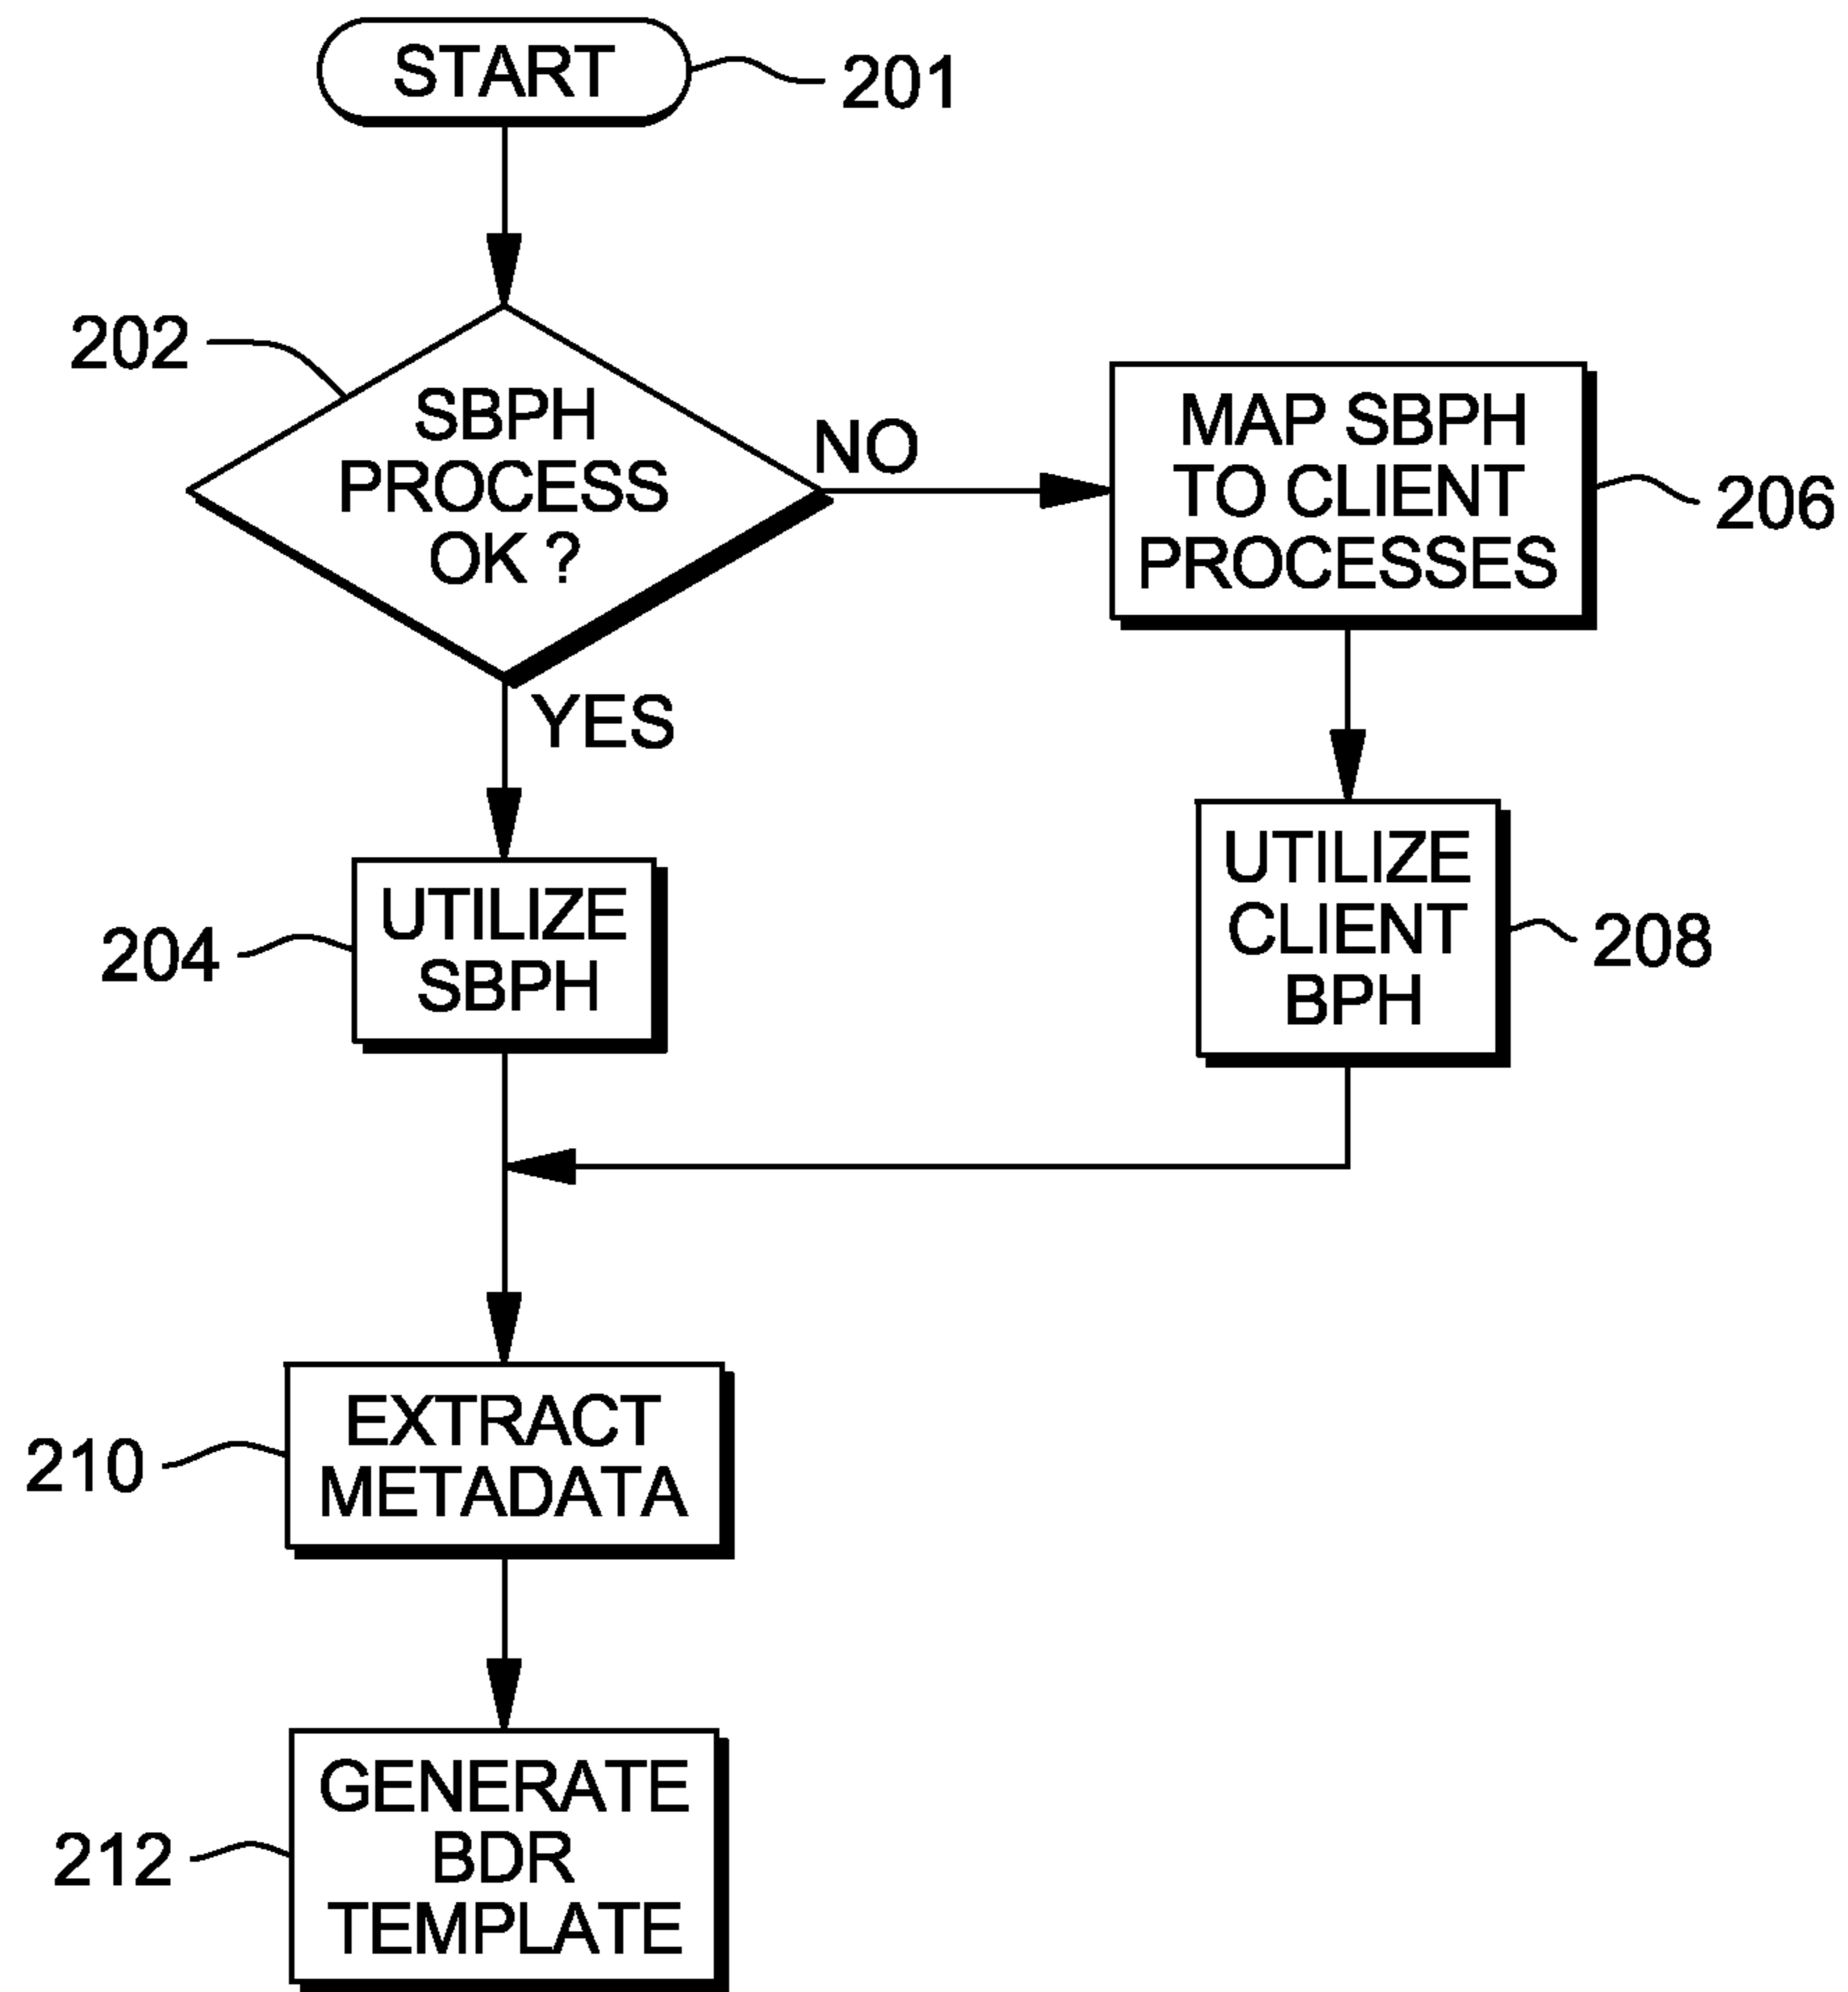 START
201
202
SBPH
PROCESS
OK ?
NO
MAP SBPH
TO CLIENT
PROCESSES
206
YES
UTILIZE
SBPH
204
UTILIZE
CLIENT
BPH
208
EXTRACT
METADATA
210
GENERATE
BDR
TEMPLATE
212